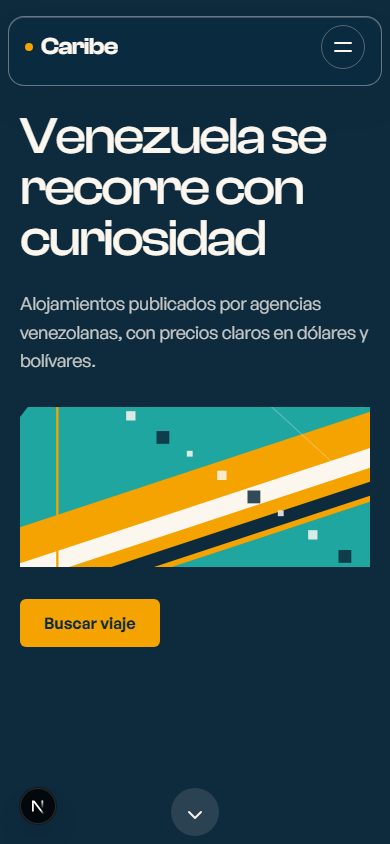 Caribe
Venezuela se
recorre con
curiosidad
Alojamientos publicados por agencias
venezolanas, con precios claros en dólares y
bolívares.
Buscar viaje
N